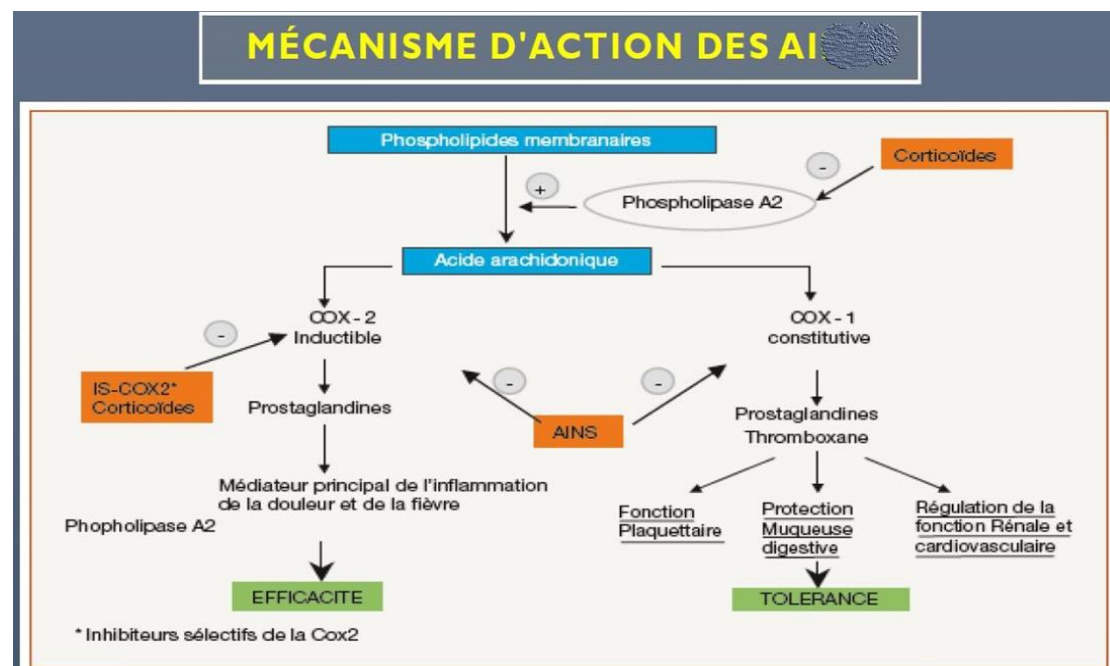 MÉCANISME D'ACTION DES AI
Phospholipides membranaires
Corticoïdes
-
+
Phospholipase A2
Acide arachidonique
COX - 2
Inductible
COX - 1
constitutive
-
IS-COX2*
Corticoïdes
-
-
Prostaglandines
AINS
Prostaglandines
Thromboxane
Médiateur principal de l'inflammation
de la douleur et de la fièvre
Phopholipase A2
Fonction
Plaquettaire
Protection
Muqueuse
digestive
Régulation de la
fonction Rénale et
cardiovasculaire
EFFICACITE
TOLERANCE
* Inhibiteurs sélectifs de la Cox2